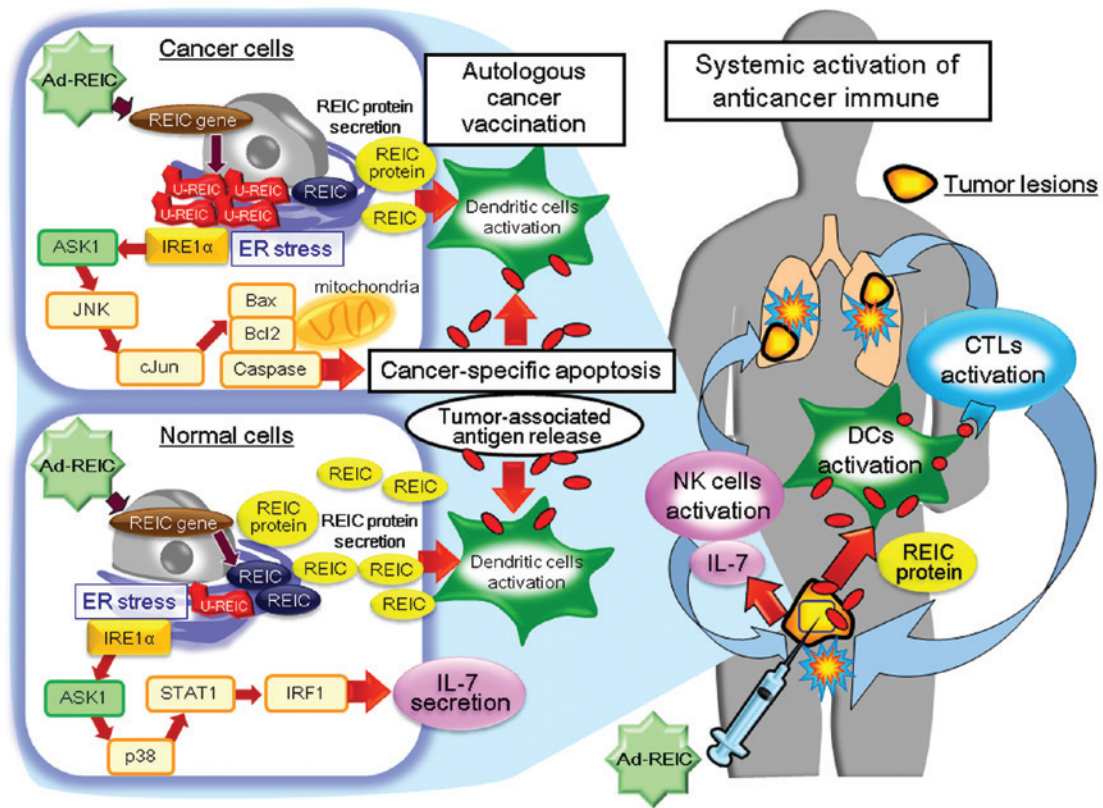 Cancer cells
Ad-REIC
REIC gene
REIC protein
secretion
REIC
protein
REIC
U-REIC
U-REIC
REIC
U-REIC
U-REIC
ASK1
IRE1α
ER stress
JNK
cJun
Bax
Bcl2
Caspase
mitochondria
Autologous
cancer
vaccination
Dendritic cells
activation
Cancer-specific apoptosis
Tumor-associated
antigen release
Normal cells
Ad-REIC
REIC gene
REIC
protein
REIC
REIC
REIC protein
secretion
REIC
REIC
REIC
REIC
REIC
U-REIC
ER stress
IRE1α
ASK1
p38
STAT1
IRF1
IL-7
secretion
Dendritic cells
activation
Systemic activation of
anticancer immune
Tumor lesions
CTLs
activation
DCs
activation
NK cells
activation
IL-7
REIC
protein
Ad-REIC